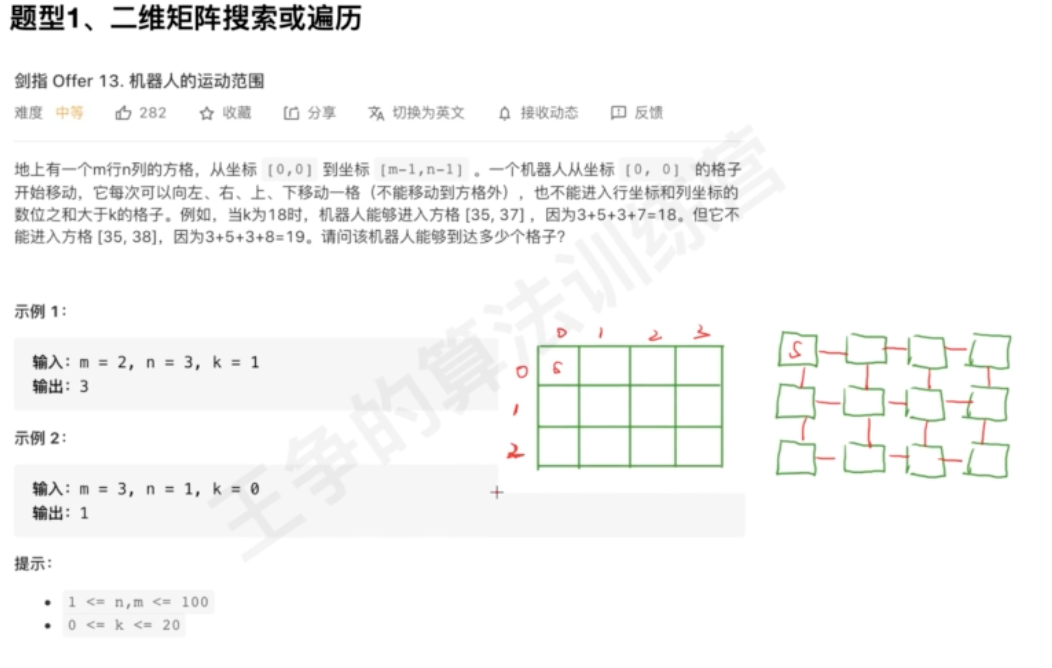 题型1、二维矩阵搜索或遍历
剑指 Offer 13. 机器人的运动范围
难度 中等 282 收藏 分享 切换为英文 接收动态 反馈
地上有一个m行n列的方格，从坐标 [0,0] 到坐标 [m-1,n-1] 。一个机器人从坐标 [0, 0] 的格子
开始移动，它每次可以向左、右、上、下移动一格（不能移动到方格外），也不能进入行坐标和列坐标的
数位之和大于k的格子。例如，当k为18时，机器人能够进入方格 [35, 37] ，因为3+5+3+7=18。但它不
能进入方格 [35, 38]，因为3+5+3+8=19。请问该机器人能够到达多少个格子？
示例 1：
输入：m = 2, n = 3, k = 1
输出：3
0 1 2 3
0 S
1
2
S
示例 2：
输入：m = 3, n = 1, k = 0
输出：1
提示：
• 1 <= n,m <= 100
• 0 <= k <= 20
王争的算法训练营